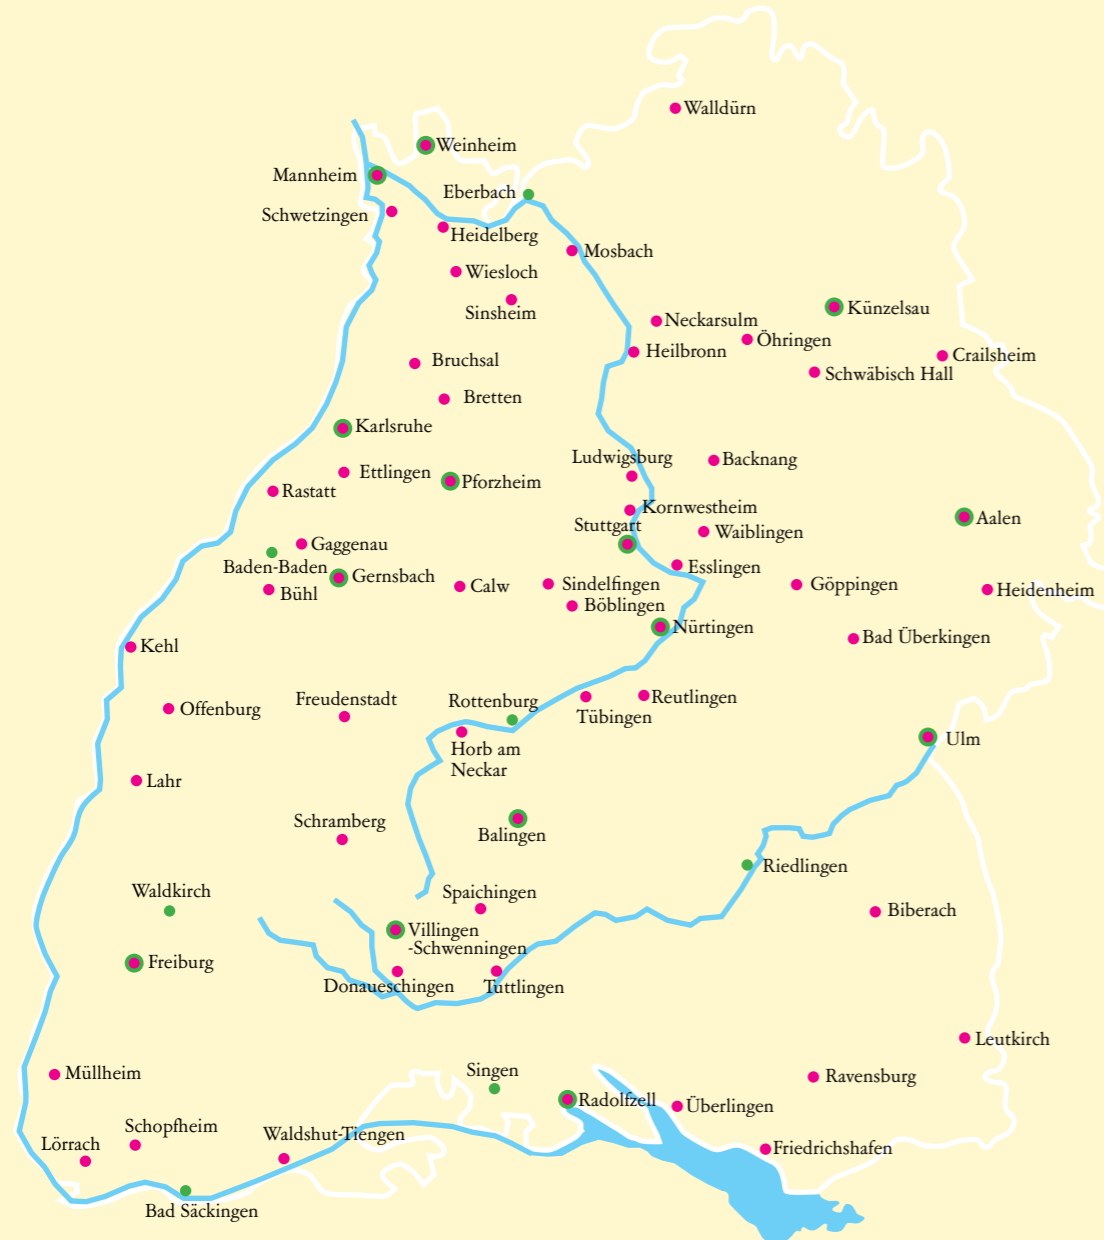 Walldürn
Weinheim
Mannheim
Eberbach
Schwetzingen
Heidelberg
Mosbach
Wiesloch
Sinsheim
Künzelsau
Neckarsulm
Öhringen
Heilbronn
Crailsheim
Bruchsal
Schwäbisch Hall
Bretten
Karlsruhe
Ludwigsburg
Backnang
Ettlingen
Pforzheim
Rastatt
Kornwestheim
Aalen
Stuttgart
Waiblingen
Gaggenau
Baden-Baden
Esslingen
Gernsbach
Calw
Sindelfingen
Göppingen
Heidenheim
Bühl
Böblingen
Nürtingen
Bad Überkingen
Kehl
Freudenstadt
Rottenburg
Reutlingen
Offenburg
Tübingen
Ulm
Horb am
Neckar
Lahr
Schramberg
Balingen
Riedlingen
Waldkirch
Spaichingen
Biberach
Villingen
-Schwenningen
Freiburg
Donaueschingen
Tuttlingen
Leutkirch
Singen
Müllheim
Ravensburg
Radolfzell
Überlingen
Schopfheim
Waldshut-Tiengen
Lörrach
Friedrichshafen
Bad Säckingen